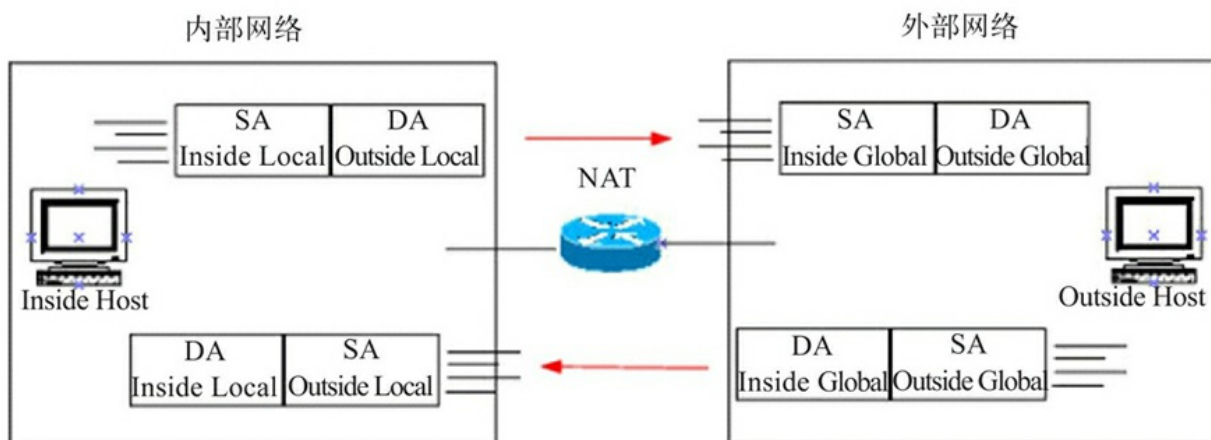 内部网络
外部网络
SA DA
Inside Local Outside Local
SA DA
Inside Global Outside Global
NAT
Inside Host
Outside Host
DA SA
Inside Local Outside Local
DA SA
Inside Global Outside Global